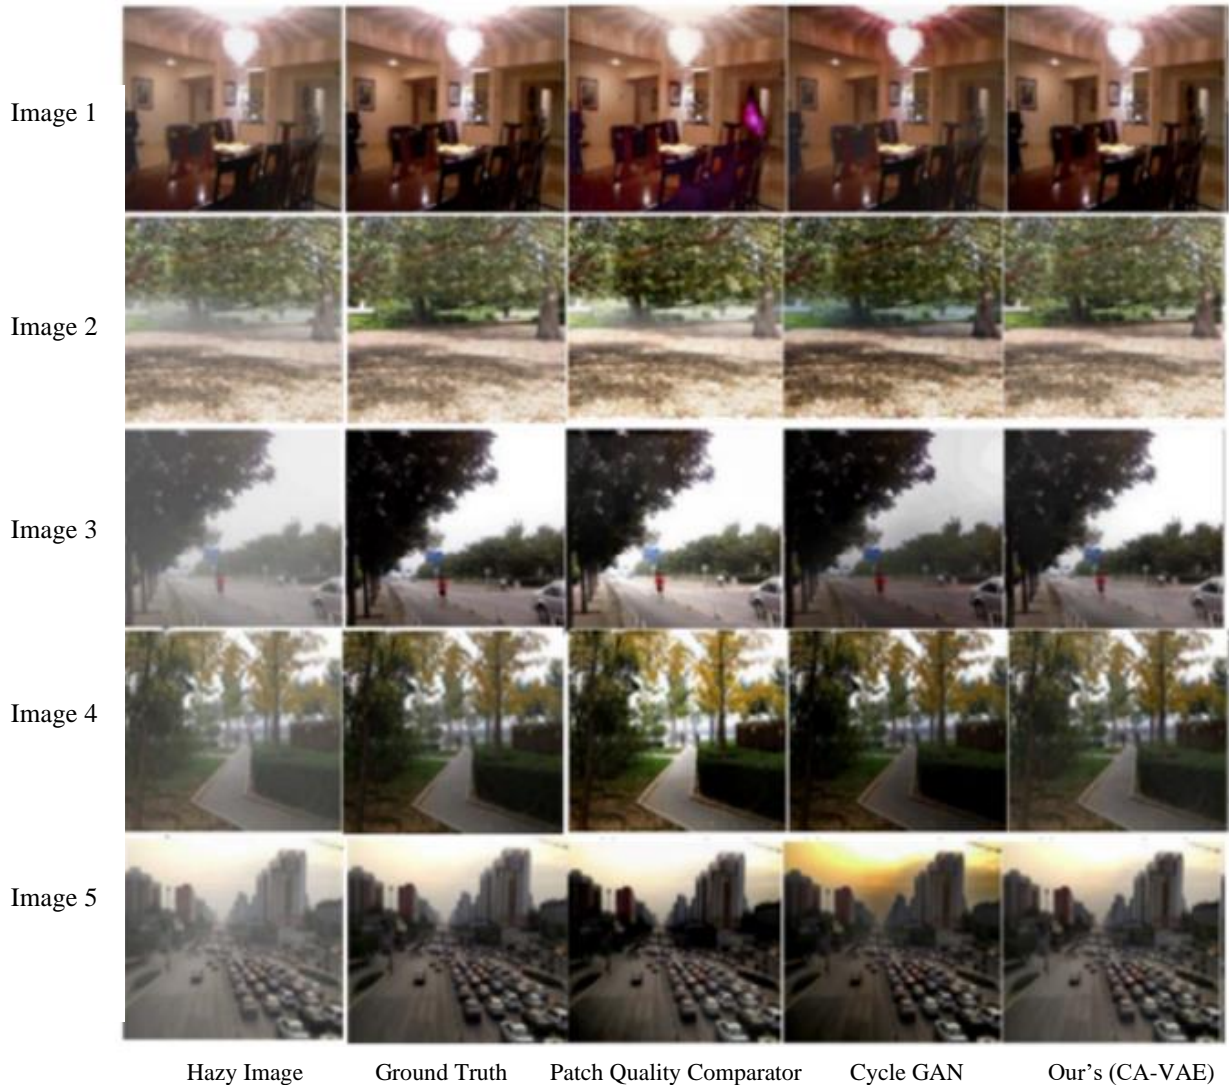 Image 1
Image 2
Image 3
Image 4
Image 5
Hazy Image Ground Truth Patch Quality Comparator Cycle GAN Our's (CA-VAE)